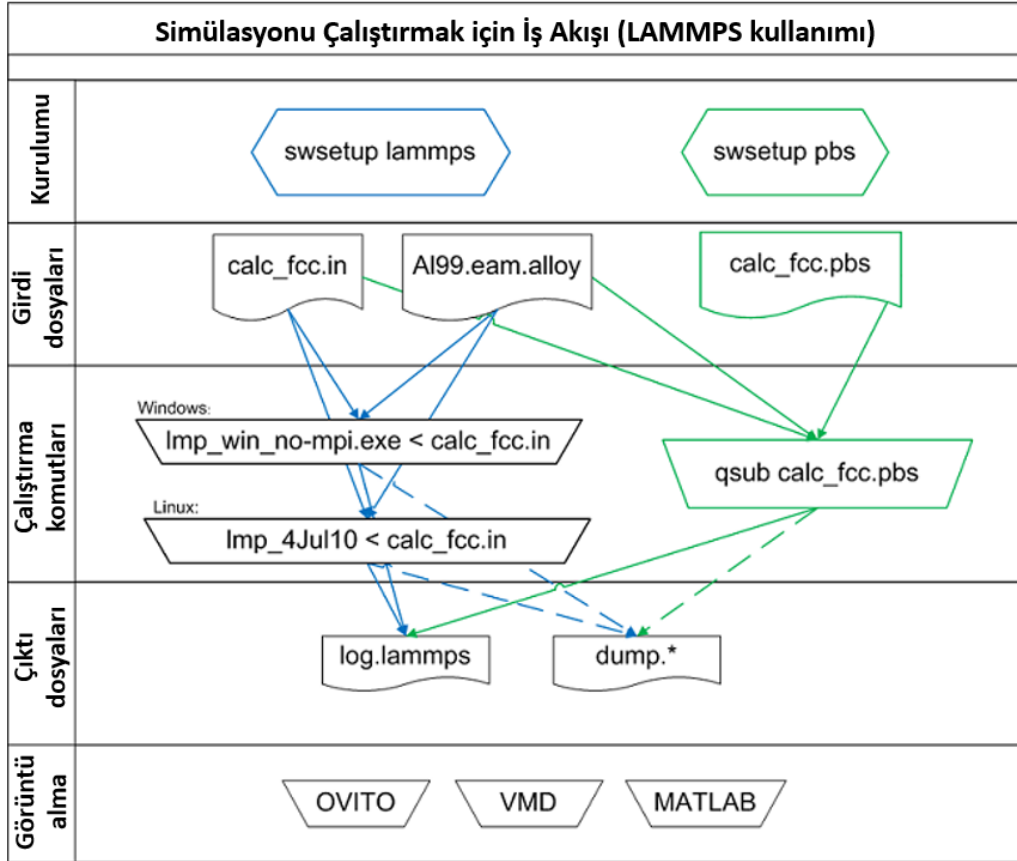 Simülasyonu Çalıştırmak için İş Akışı (LAMMPS kullanımı)
Kurulumu
swsetup lammps
swsetup pbs
Girdi
dosyaları
calc_fcc.in
Al99.eam.alloy
calc_fcc.pbs
Çalıştırma
komutları
Windows:
lmp_win_no-mpi.exe < calc_fcc.in
qsub calc_fcc.pbs
Linux:
lmp_4Jul10 < calc_fcc.in
Çıktı
dosyaları
log.lammps
dump.*
Görüntü
alma
OVITO
VMD
MATLAB